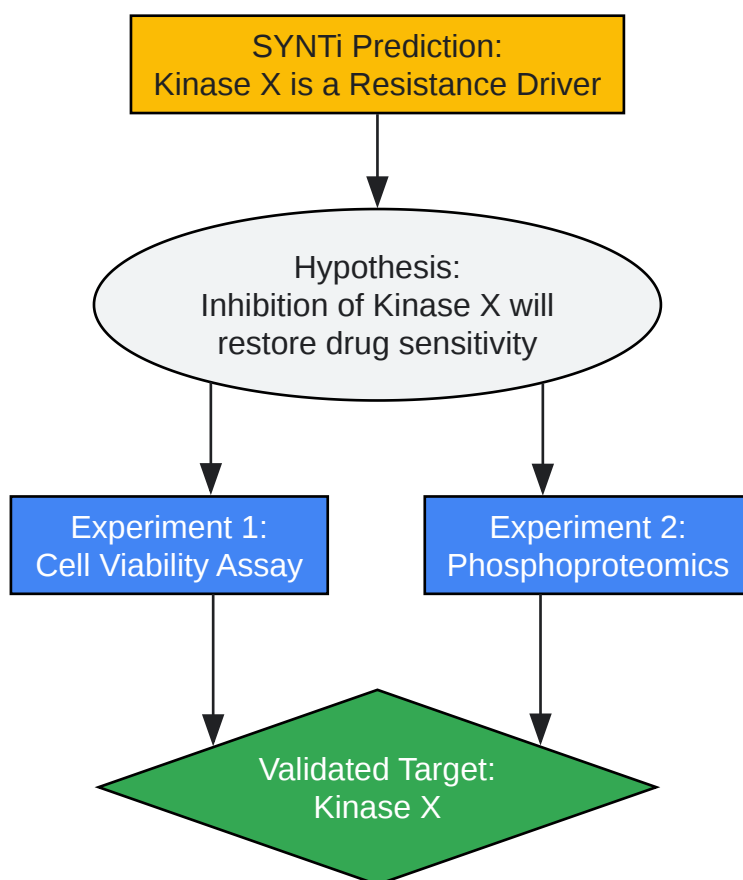 SYNTi Prediction:
Kinase X is a Resistance Driver
Hypothesis:
Inhibition of Kinase X will
restore drug sensitivity
Experiment 1:
Cell Viability Assay
Experiment 2:
Phosphoproteomics
Validated Target:
Kinase X